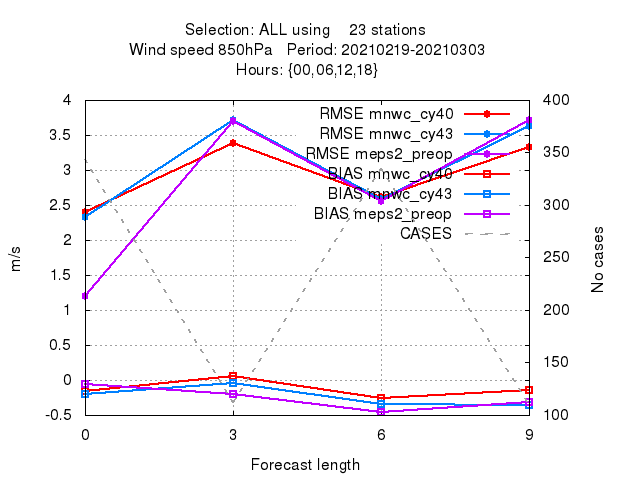 Selection: ALL using 23 stations
Wind speed 850hPa Period: 20210219-20210303
Hours: {00,06,12,18}
4 400
RMSE mnwc_cy40
RMSE mnwc_cy43
3.5 350
RMSE meps2_preop
BIAS mnwc_cy40
3
BIAS mnwc_cy43
2.5 300
BIAS meps2_preop
CASES
2 250
m/s
No cases
1.5
1 200
0.5 150
0
-0.5 100
0 3 6 9
Forecast length